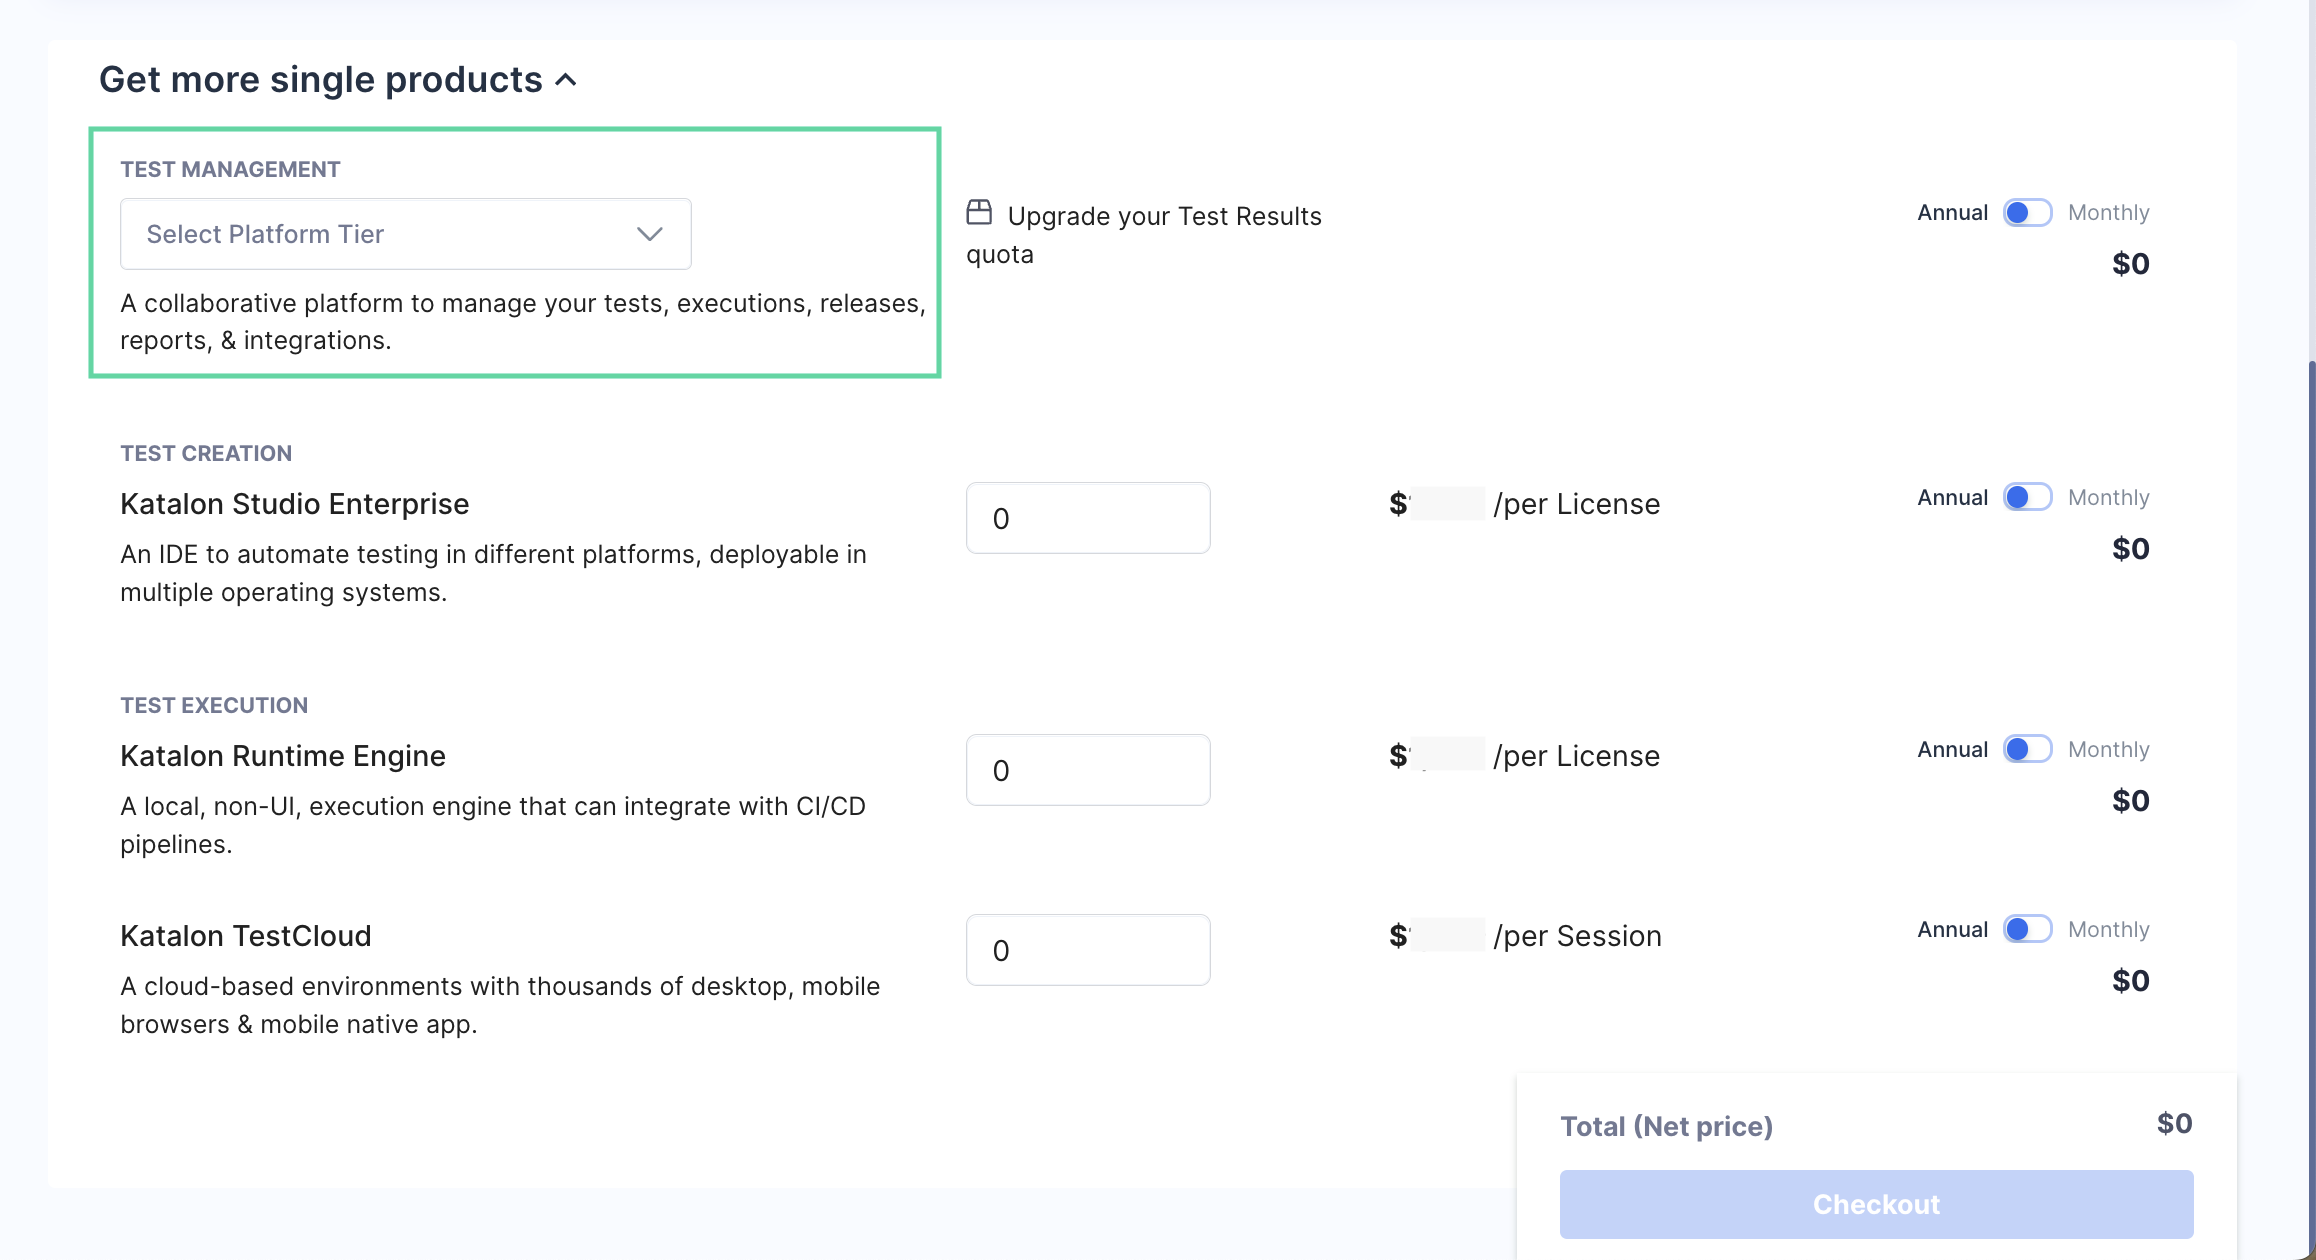 Get more single products
TEST MANAGEMENT
Select Platform Tier
A collaborative platform to manage your tests, executions, releases,
reports, & integrations.
Upgrade your Test Results
quota
Annual Monthly
$0
TEST CREATION
Katalon Studio Enterprise
An IDE to automate testing in different platforms, deployable in
multiple operating systems.
0
$ /per License
Annual Monthly
$0
TEST EXECUTION
Katalon Runtime Engine
A local, non-UI, execution engine that can integrate with CI/CD
pipelines.
0
$ /per License
Annual Monthly
$0
Katalon TestCloud
A cloud-based environments with thousands of desktop, mobile
browsers & mobile native app.
0
$ /per Session
Annual Monthly
$0
Total (Net price) $0
Checkout